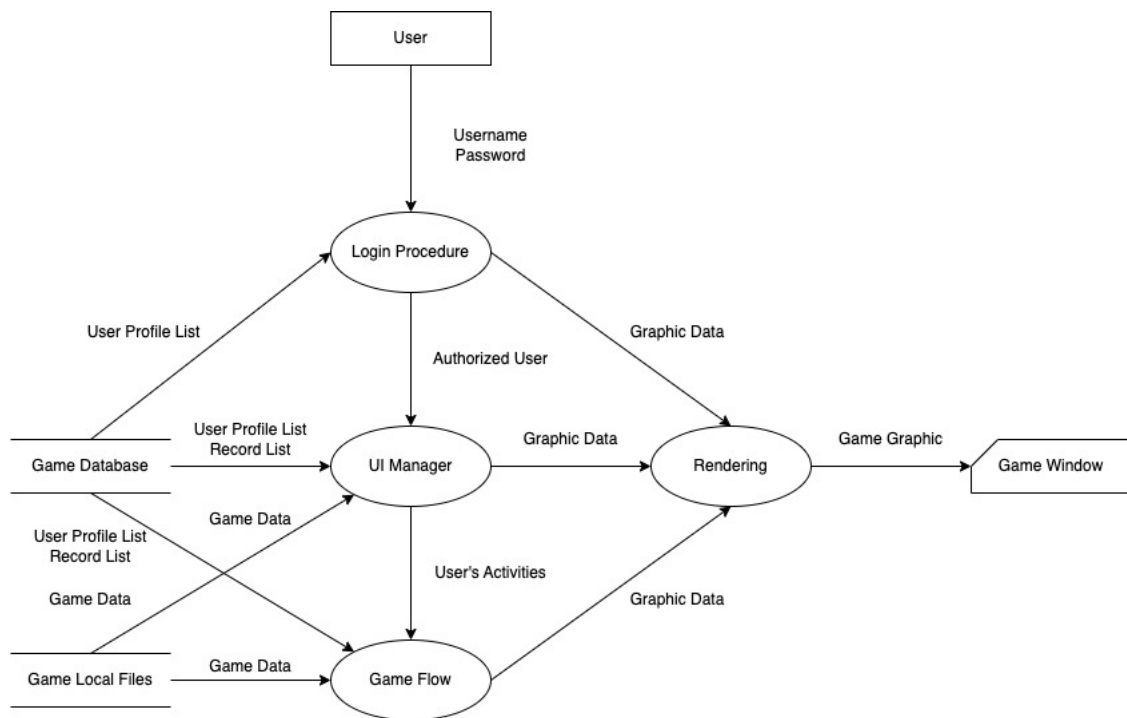 User
Username
Password
Login Procedure
User Profile List
Graphic Data
Authorized User
User Profile List
Record List
Graphic Data
Game Graphic
Game Database
UI Manager
Rendering
Game Window
Game Data
User Profile List
Record List
User's Activities
Game Data
Graphic Data
Game Local Files
Game Data
Game Flow